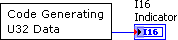 Code Generating
U32 Data
I16
Indicator
I16